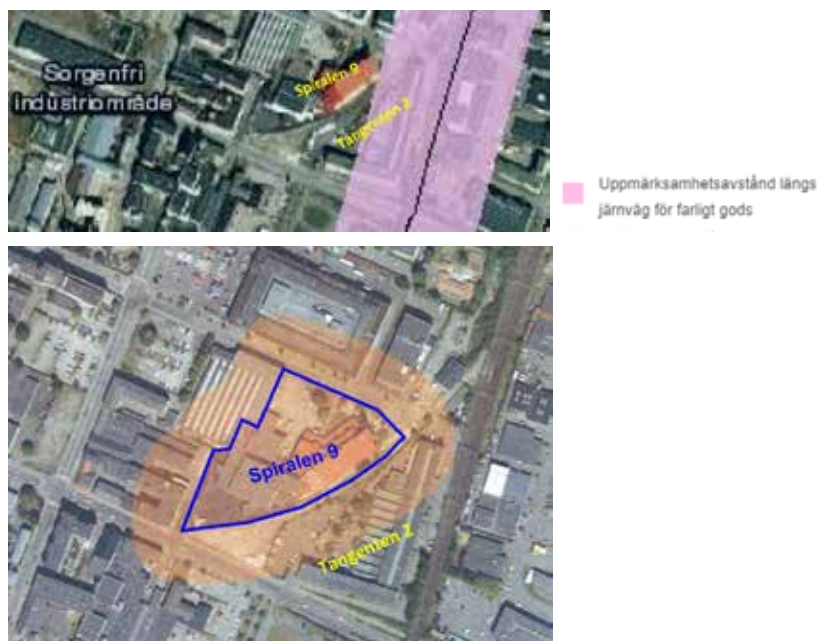 Sorgenfri
industriområde
Spiralen 9
Tangenten 2
Uppmärksamhetsavstånd längs
järnväg för farligt gods
Spiralen 9
Tangenten 2